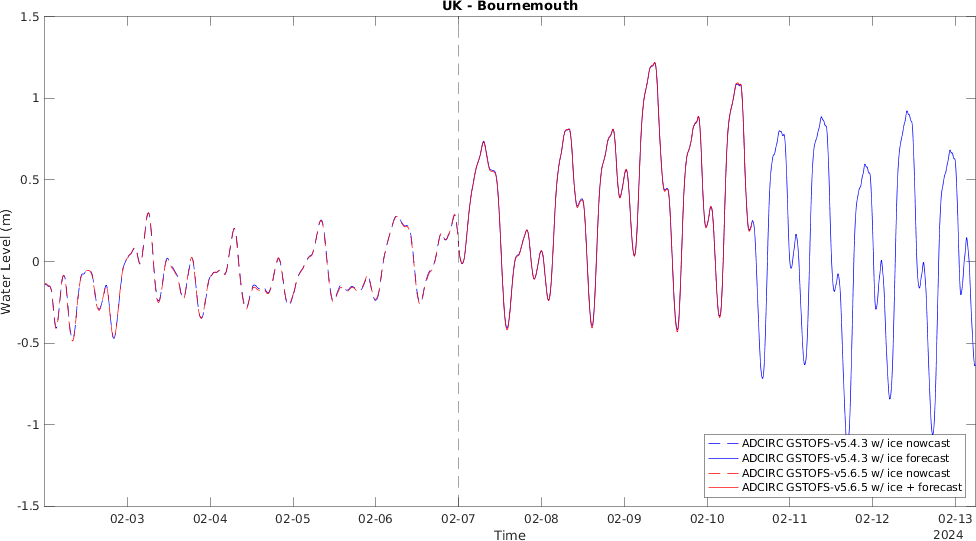 UK - Bournemouth
1.5
1
0.5
0
-0.5
-1
-1.5
Water Level (m)
02-03 02-04 02-05 02-06 02-07 02-08 02-09 02-10 02-11 02-12 02-13
Time
2024
ADCIRC GSTOFS-v5.4.3 w/ ice nowcast
ADCIRC GSTOFS-v5.4.3 w/ ice forecast
ADCIRC GSTOFS-v5.6.5 w/ ice nowcast
ADCIRC GSTOFS-v5.6.5 w/ ice + forecast